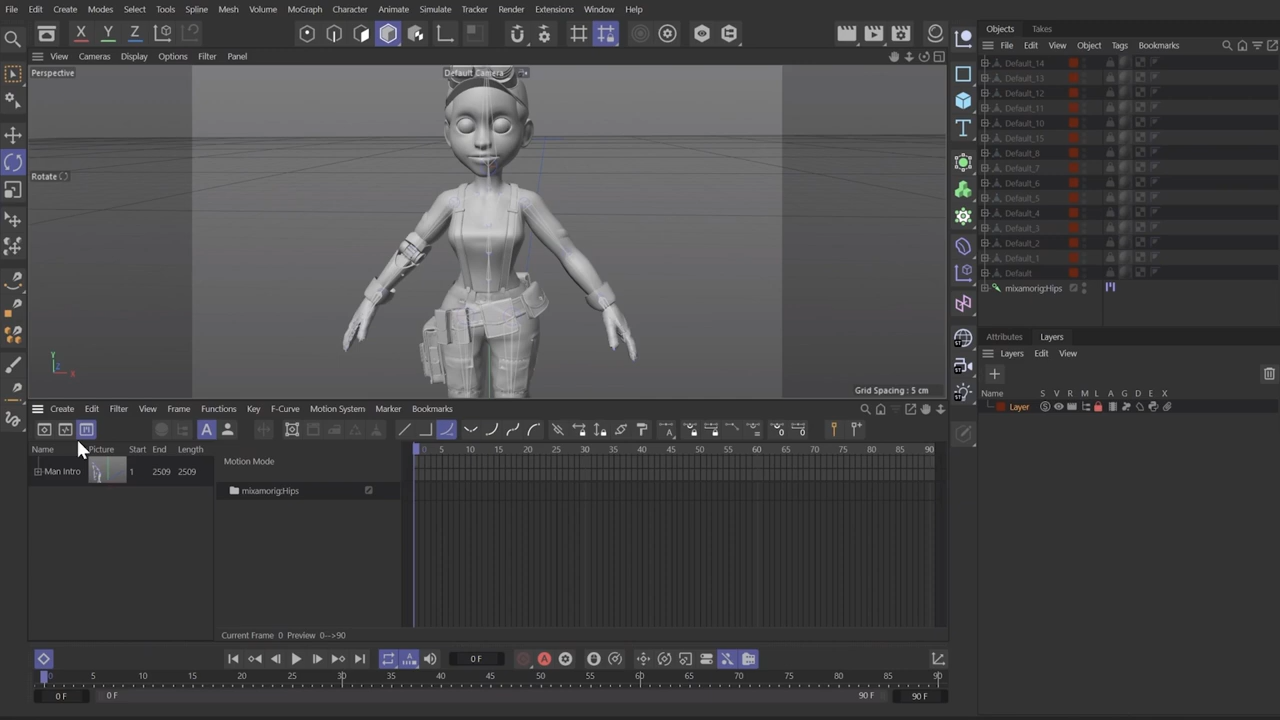 File Edit Create Modes Select Tools Spline Mesh Volume MoGraph Character Animate Simulate Tracker Render Extensions Window Help
X Y Z
View Cameras Display Options Filter Panel
Perspective
Default Camera
Rotate
Y
Z
X
Grid Spacing : 5 cm
Create Edit Filter View Frame Functions Key F-Curve Motion System Marker Bookmarks
Name Picture Start End Length
Man Intro 1 2509 2509
Motion Mode
mixamorig:Hips
0 5 10 15 20 25 30 35 40 45 50 55 60 65 70 75 80 85 90
Current Frame 0 Preview 0-->90
0 F
0 5 10 15 20 25 30 35 40 45 50 55 60 65 70 75 80 85 90
0 F 0 F 90 F 90 F
Objects Takes
File Edit View Object Tags Bookmarks
Default_14
Default_13
Default_12
Default_11
Default_10
Default_15
Default_8
Default_7
Default_6
Default_5
Default_4
Default_3
Default_2
Default_1
Default
mixamorig:Hips
Attributes Layers
Layers Edit View
Name S V R M L A G D E X
Layer